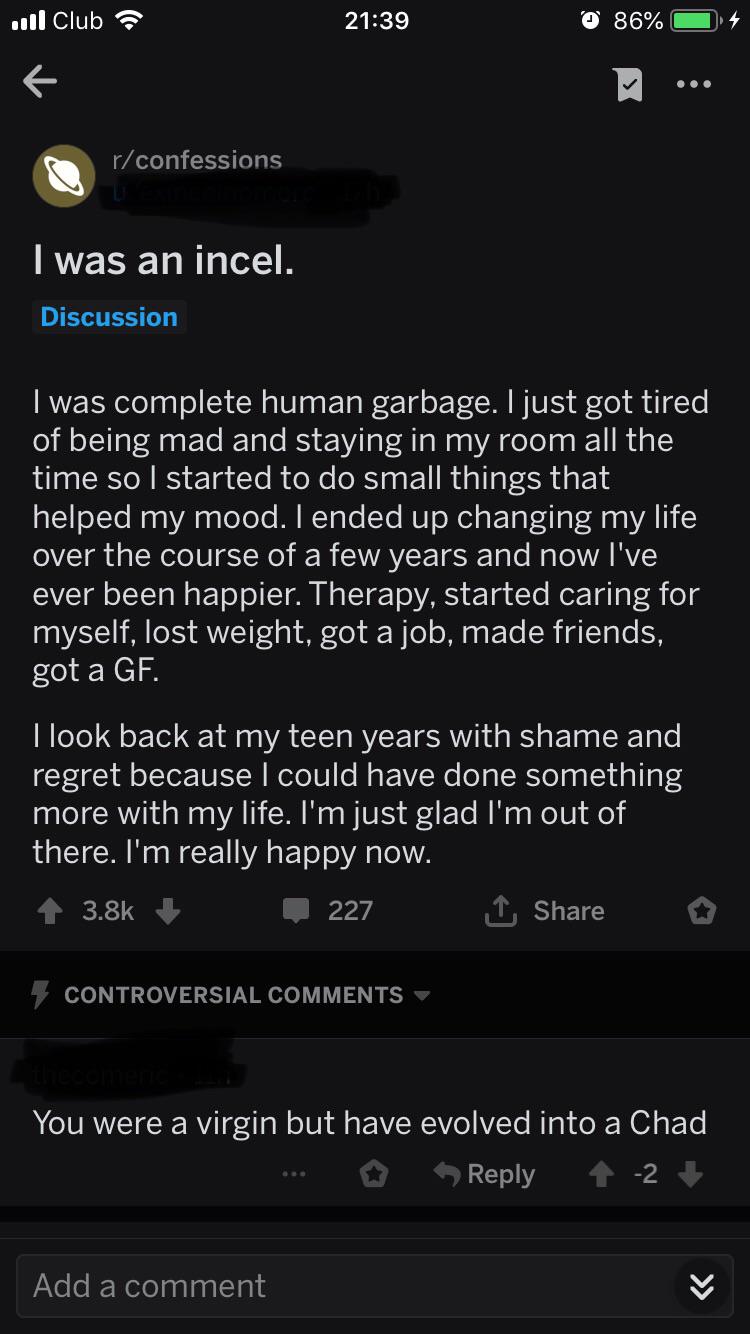 Club 21:39 86%
r/confessions
I was an incel.
Discussion
I was complete human garbage. I just got tired
of being mad and staying in my room all the
time so I started to do small things that
helped my mood. I ended up changing my life
over the course of a few years and now I've
ever been happier. Therapy, started caring for
myself, lost weight, got a job, made friends,
got a GF.
I look back at my teen years with shame and
regret because I could have done something
more with my life. I'm just glad I'm out of
there. I'm really happy now.
3.8k 227 Share
CONTROVERSIAL COMMENTS
You were a virgin but have evolved into a Chad
Reply -2
Add a comment